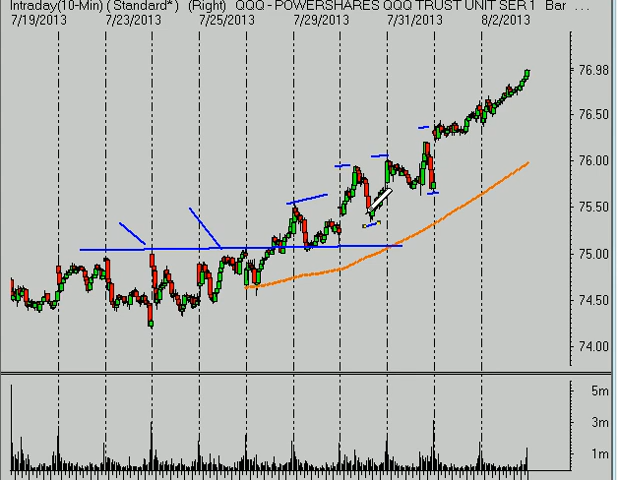 Intraday(10-Min) ( Standard* ) (Right) QQQ - POWERSHARES QQQ TRUST UNIT SER 1 Bar ...
7/19/2013 7/23/2013 7/25/2013 7/29/2013 7/31/2013 8/2/2013
76.98
76.50
76.00
75.50
75.00
74.50
74.00
5m
3m
1m